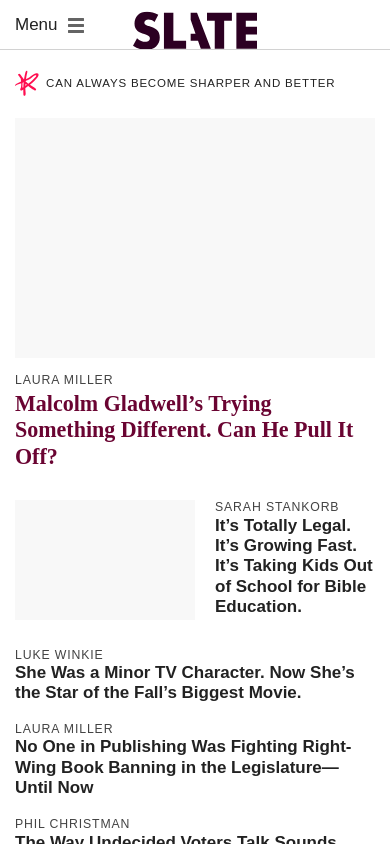 Menu
SLATE
CAN ALWAYS BECOME SHARPER AND BETTER
LAURA MILLER
Malcolm Gladwell’s Trying
Something Different. Can He Pull It
Off?
SARAH STANKORB
It’s Totally Legal.
It’s Growing Fast.
It’s Taking Kids Out
of School for Bible
Education.
LUKE WINKIE
She Was a Minor TV Character. Now She’s
the Star of the Fall’s Biggest Movie.
LAURA MILLER
No One in Publishing Was Fighting Right-
Wing Book Banning in the Legislature—
Until Now
PHIL CHRISTMAN
The Way Undecided Voters Talk Sounds